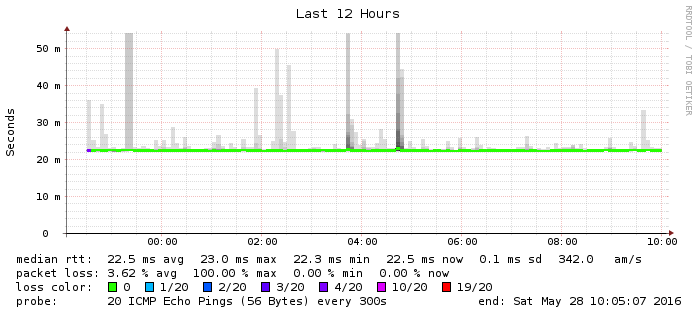 Last 12 Hours
RRDTOOL / TOBI OETIKER
Seconds
50 m
40 m
30 m
20 m
10 m
0
00:00 02:00 04:00 06:00 08:00 10:00
median rtt: 22.5 ms avg 23.0 ms max 22.3 ms min 22.5 ms now 0.1 ms sd 342.0 am/s
packet loss: 3.62 % avg 100.00 % max 0.00 % min 0.00 % now
loss color: 0 1/20 2/20 3/20 4/20 10/20 19/20
probe: 20 ICMP Echo Pings (56 Bytes) every 300s end: Sat May 28 10:05:07 2016